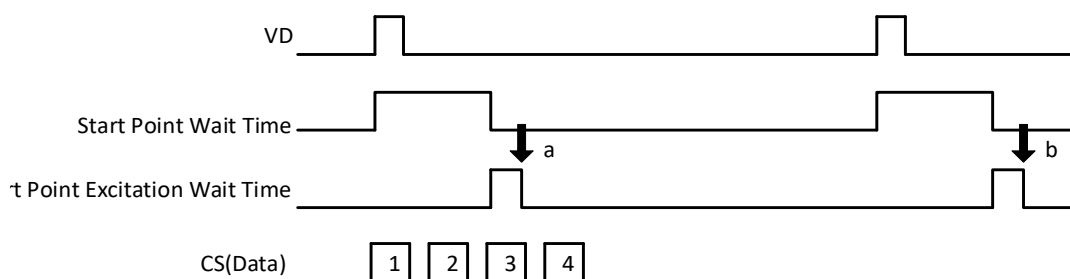 VD
Start Point Wait Time
a
b
Point Excitation Wait Time
CS(Data) 1 2 3 4